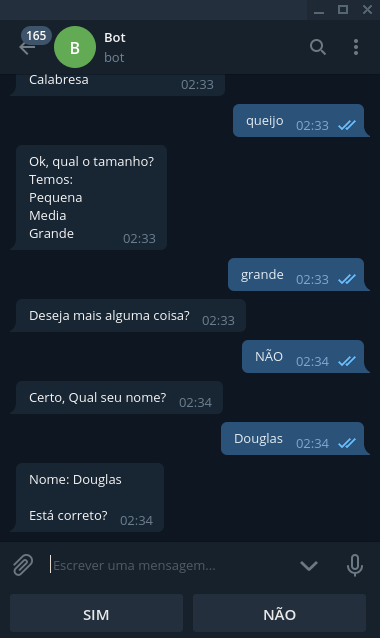 165
B
Bot
bot
Calabresa
02:33
queijo 02:33
Ok, qual o tamanho?
Temos:
Pequena
Media
Grande 02:33
grande 02:33
Deseja mais alguma coisa? 02:33
NÃO 02:34
Certo, Qual seu nome? 02:34
Douglas 02:34
Nome: Douglas
Está correto? 02:34
Escrever uma mensagem...
SIM NÃO